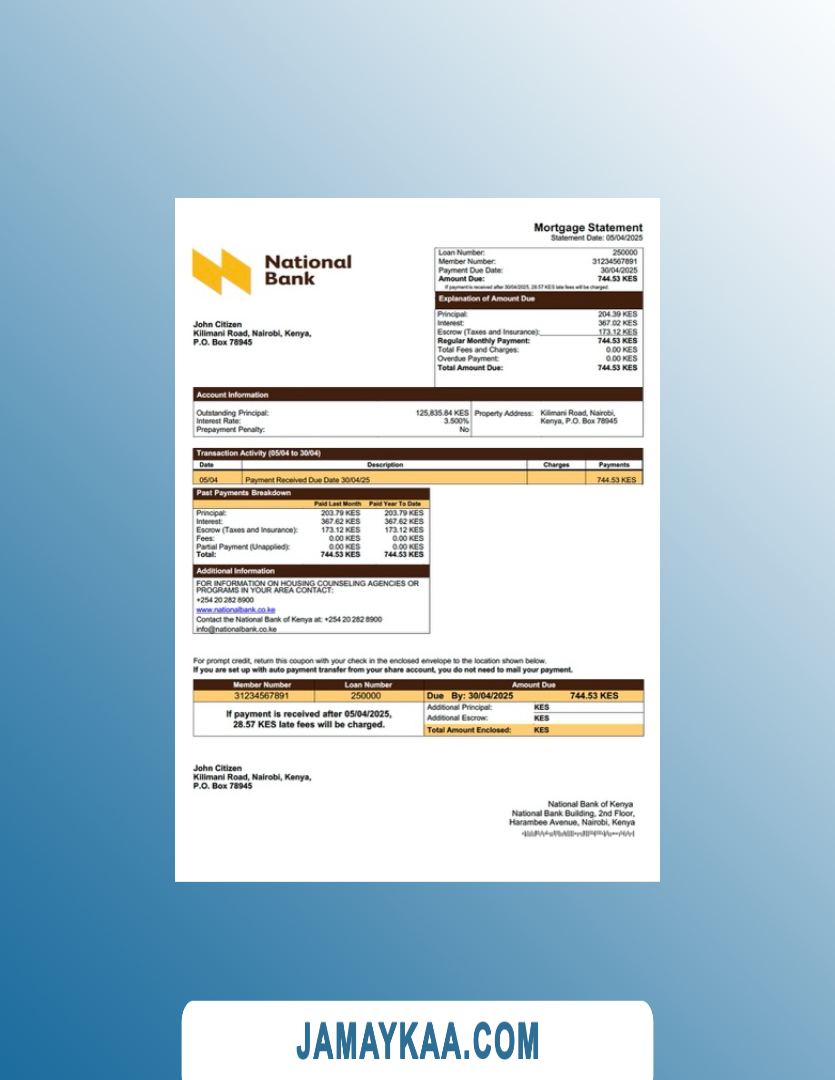 Mortgage Statement
Statement Date: 05/04/2025
National
Bank
Loan Number: 250000
Member Number: 31234567891
Payment Due Date: 30/04/2025
Amount Due: 744.53 KES
If payment is received after 30/04/2025, 28.57 KES late fees will be charged.
Explanation of Amount Due
Principal: 204.39 KES
Interest: 367.02 KES
Escrow (Taxes and Insurance): 173.12 KES
Regular Monthly Payment: 744.53 KES
Total Fees and Charges: 0.00 KES
Overdue Payment: 0.00 KES
Total Amount Due: 744.53 KES
John Citizen
Kilimani Road, Nairobi, Kenya,
P.O. Box 78945
Account Information
Outstanding Principal: 125,835.84 KES
Interest Rate: 3.500%
Prepayment Penalty: No
Property Address: Kilimani Road, Nairobi,
Kenya, P.O. Box 78945
Transaction Activity (05/04 to 30/04)
Date Description Charges Payments
05/04 Payment Received Due Date 30/04/25 744.53 KES
Past Payments Breakdown
Paid Last Month Paid Year To Date
Principal: 203.79 KES 203.79 KES
Interest: 367.62 KES 367.62 KES
Escrow (Taxes and Insurance): 173.12 KES 173.12 KES
Fees: 0.00 KES 0.00 KES
Partial Payment (Unapplied): 0.00 KES 0.00 KES
Total: 744.53 KES 744.53 KES
Additional Information
FOR INFORMATION ON HOUSING COUNSELING AGENCIES OR
PROGRAMS IN YOUR AREA CONTACT:
+254 20 282 8900
www.nationalbank.co.ke
Contact the National Bank of Kenya at: +254 20 282 8900
info@nationalbank.co.ke
For prompt credit, return this coupon with your check in the enclosed envelope to the location shown below.
If you are set up with auto payment transfer from your share account, you do not need to mail your payment.
Member Number Loan Number Amount Due
31234567891 250000 Due By: 30/04/2025 744.53 KES
If payment is received after 05/04/2025,
28.57 KES late fees will be charged.
Additional Principal: KES
Additional Escrow: KES
Total Amount Enclosed: KES
John Citizen
Kilimani Road, Nairobi, Kenya,
P.O. Box 78945
National Bank of Kenya
National Bank Building, 2nd Floor,
Harambee Avenue, Nairobi, Kenya
JAMAYKAA.COM